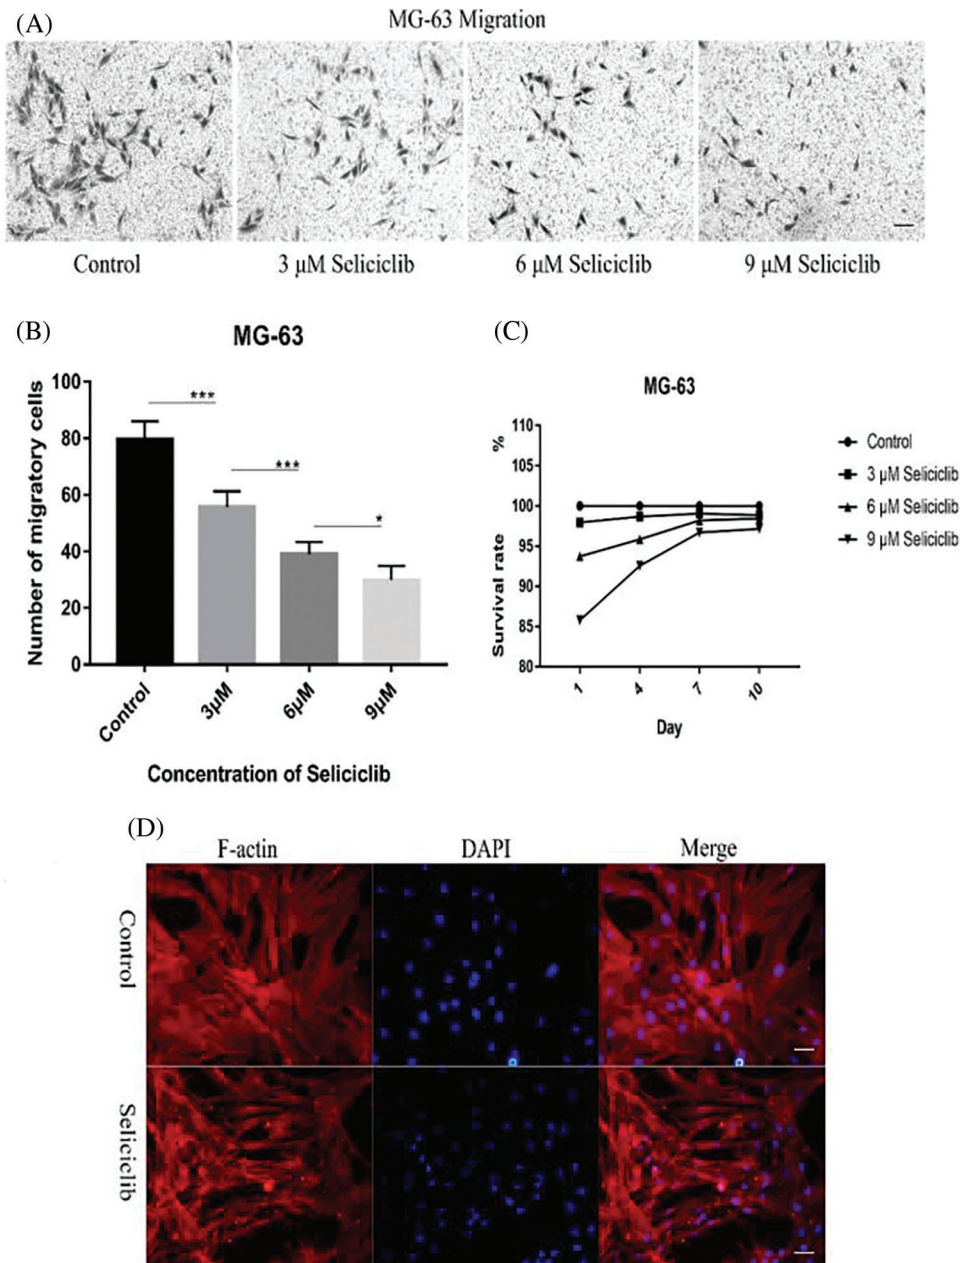 (A)
MG-63 Migration
Control
3 μM Seliciclib
6 μM Seliciclib
9 μM Seliciclib
(B)
MG-63
Number of migratory cells
100
80
60
40
20
0
***
***
*
Control
3μM
6μM
9μM
Concentration of Seliciclib
(C)
MG-63
Survival rate %
110
105
100
95
90
85
80
1
4
7
10
Day
Control
3 μM Seliciclib
6 μM Seliciclib
9 μM Seliciclib
(D)
F-actin
DAPI
Merge
Control
Seliciclib